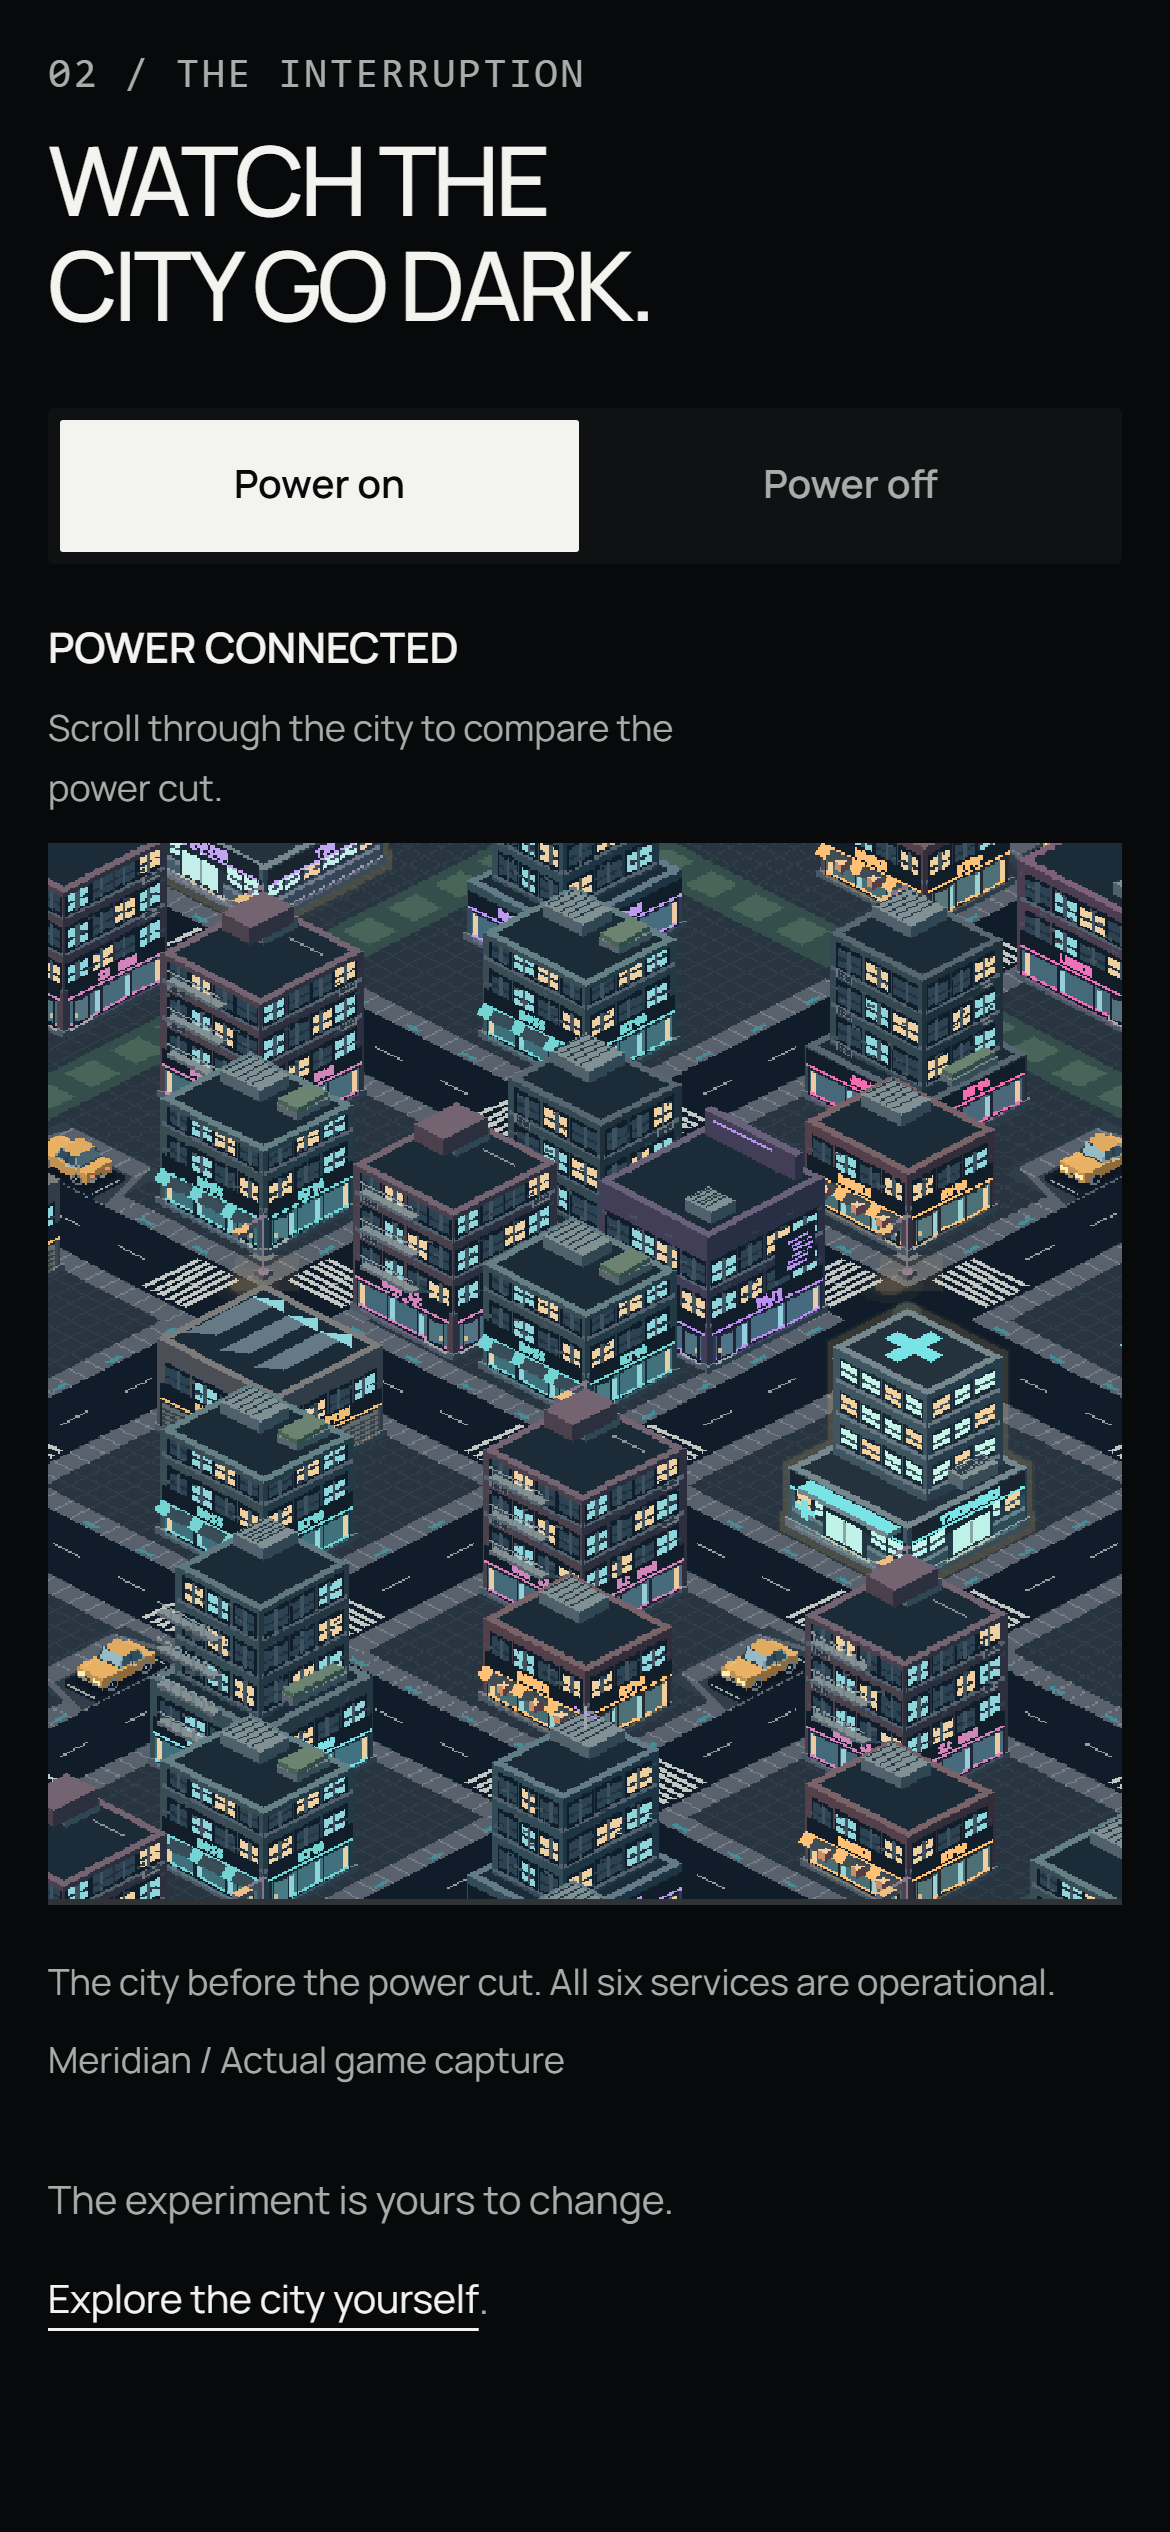 02 / THE INTERRUPTION
WATCH THE
CITY GO DARK.
Power on
Power off
POWER CONNECTED
Scroll through the city to compare the
power cut.
The city before the power cut. All six services are operational.
Meridian / Actual game capture
The experiment is yours to change.
Explore the city yourself.